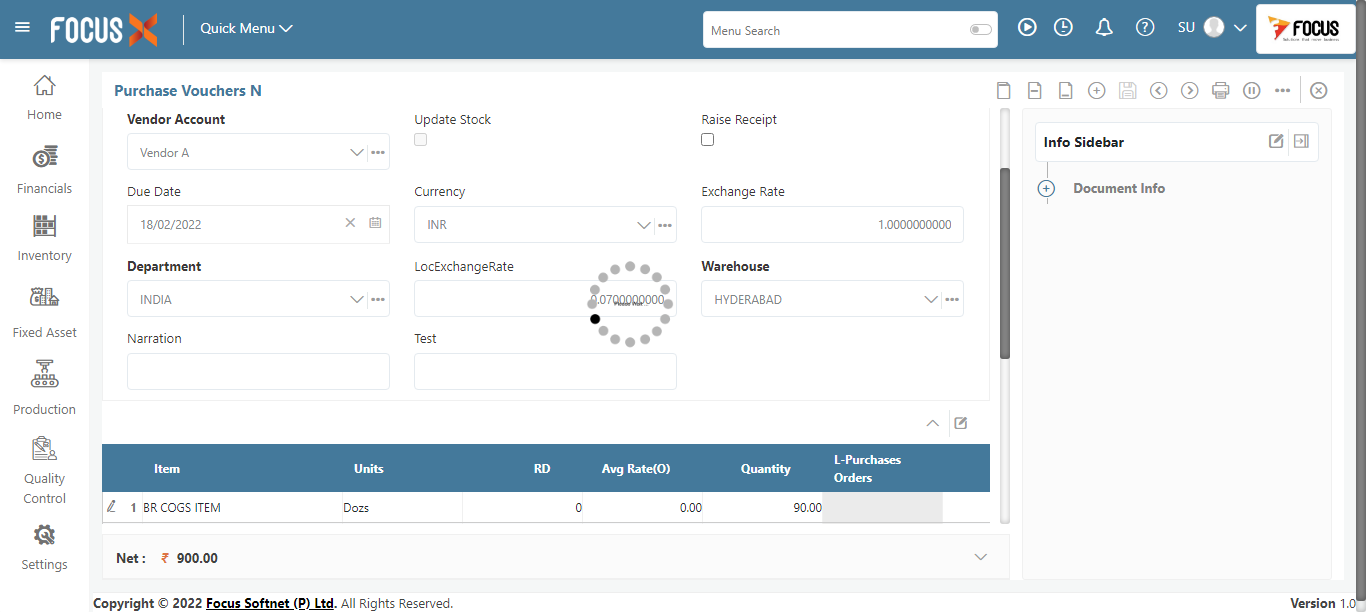 FOCUS X
Quick Menu
Menu Search
SU
FOCUS
Home
Financials
Inventory
Fixed Asset
Production
Quality
Control
Settings
Purchase Vouchers N
Vendor Account
Update Stock
Raise Receipt
Vendor A
Due Date
Currency
Exchange Rate
18/02/2022
INR
1.0000000000
Department
LocExchangeRate
Warehouse
INDIA
0.0700000000
Please Wait...
HYDERABAD
Narration
Test
Item Units RD Avg Rate(O) Quantity L-Purchases
Orders
1 BR COGS ITEM Dozs 0 0.00 90.00
Net : ₹ 900.00
Info Sidebar
Document Info
Copyright © 2022 Focus Softnet (P) Ltd. All Rights Reserved.
Version 1.0